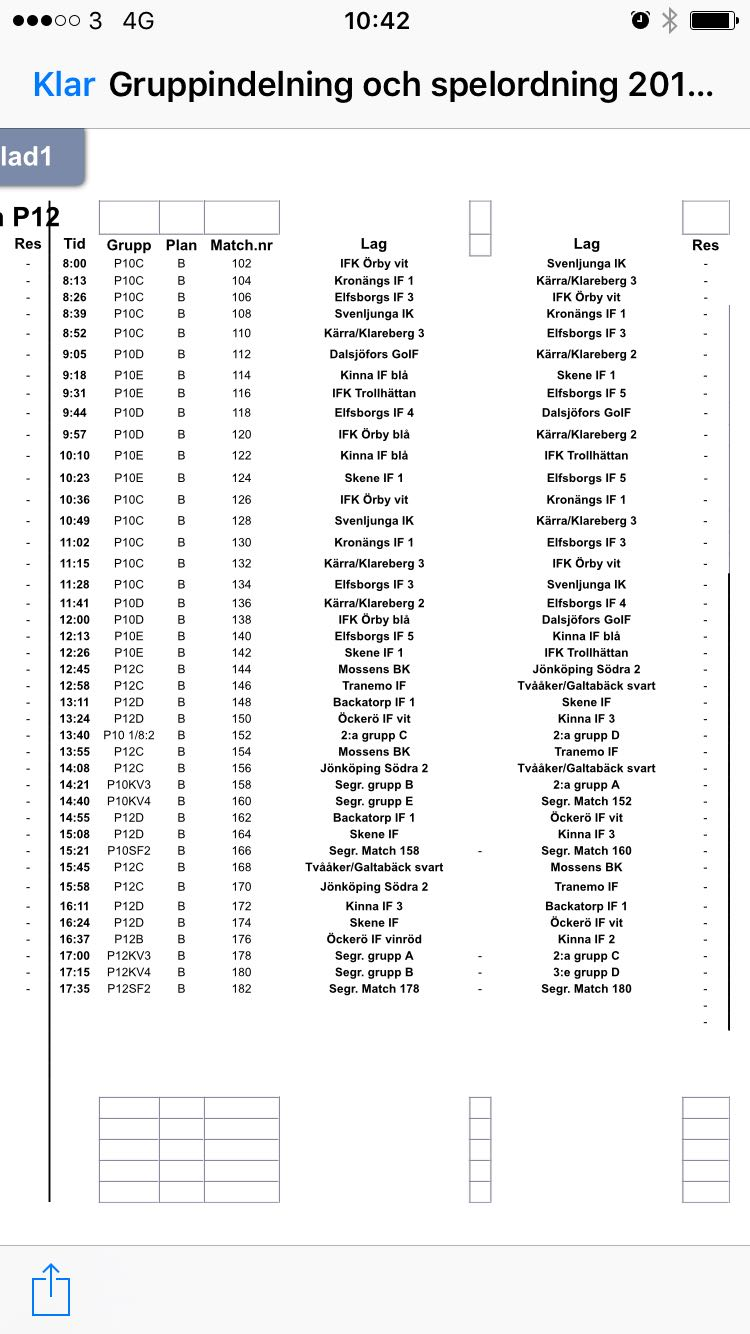 3 4G 10:42
Klar Gruppindelning och spelordning 201...
lad1
P12
Res Tid Grupp Plan Match.nr Lag Lag Res
- 8:00 P10C B 102 IFK Örby vit Svenljunga IK -
- 8:13 P10C B 104 Kronängs IF 1 Kärra/Klareberg 3 -
- 8:26 P10C B 106 Elfsborgs IF 3 IFK Örby vit -
- 8:39 P10C B 108 Svenljunga IK Kronängs IF 1 -
- 8:52 P10C B 110 Kärra/Klareberg 3 Elfsborgs IF 3 -
- 9:05 P10D B 112 Dalsjöfors GoIF Kärra/Klareberg 2 -
- 9:18 P10E B 114 Kinna IF blå Skene IF 1 -
- 9:31 P10E B 116 IFK Trollhättan Elfsborgs IF 5 -
- 9:44 P10D B 118 Elfsborgs IF 4 Dalsjöfors GoIF -
- 9:57 P10D B 120 IFK Örby blå Kärra/Klareberg 2 -
- 10:10 P10E B 122 Kinna IF blå IFK Trollhättan -
- 10:23 P10E B 124 Skene IF 1 Elfsborgs IF 5 -
- 10:36 P10C B 126 IFK Örby vit Kronängs IF 1 -
- 10:49 P10C B 128 Svenljunga IK Kärra/Klareberg 3 -
- 11:02 P10C B 130 Kronängs IF 1 Elfsborgs IF 3 -
- 11:15 P10C B 132 Kärra/Klareberg 3 IFK Örby vit -
- 11:28 P10C B 134 Elfsborgs IF 3 Svenljunga IK -
- 11:41 P10D B 136 Kärra/Klareberg 2 Elfsborgs IF 4 -
- 12:00 P10D B 138 IFK Örby blå Dalsjöfors GoIF -
- 12:13 P10E B 140 Elfsborgs IF 5 Kinna IF blå -
- 12:26 P10E B 142 Skene IF 1 IFK Trollhättan -
- 12:45 P12C B 144 Mossens BK Jönköping Södra 2 -
- 12:58 P12C B 146 Tranemo IF Tvååker/Galtabäck svart -
- 13:11 P12D B 148 Backatorp IF 1 Skene IF -
- 13:24 P12D B 150 Öckerö IF vit Kinna IF 3 -
- 13:40 P10 1/8:2 B 152 2:a grupp C 2:a grupp D -
- 13:55 P12C B 154 Mossens BK Tranemo IF -
- 14:08 P12C B 156 Jönköping Södra 2 Tvååker/Galtabäck svart -
- 14:21 P10KV3 B 158 Segr. grupp B 2:a grupp A -
- 14:40 P10KV4 B 160 Segr. grupp E Segr. Match 152 -
- 14:55 P12D B 162 Backatorp IF 1 Öckerö IF vit -
- 15:08 P12D B 164 Skene IF Kinna IF 3 -
- 15:21 P10SF2 B 166 Segr. Match 158 - Segr. Match 160 -
- 15:45 P12C B 168 Tvååker/Galtabäck svart Mossens BK -
- 15:58 P12C B 170 Jönköping Södra 2 Tranemo IF -
- 16:11 P12D B 172 Kinna IF 3 Backatorp IF 1 -
- 16:24 P12D B 174 Skene IF Öckerö IF vit -
- 16:37 P12B B 176 Öckerö IF vinröd Kinna IF 2 -
- 17:00 P12KV3 B 178 Segr. grupp A - 2:a grupp C -
- 17:15 P12KV4 B 180 Segr. grupp B - 3:e grupp D -
- 17:35 P12SF2 B 182 Segr. Match 178 - Segr. Match 180 -
-
-